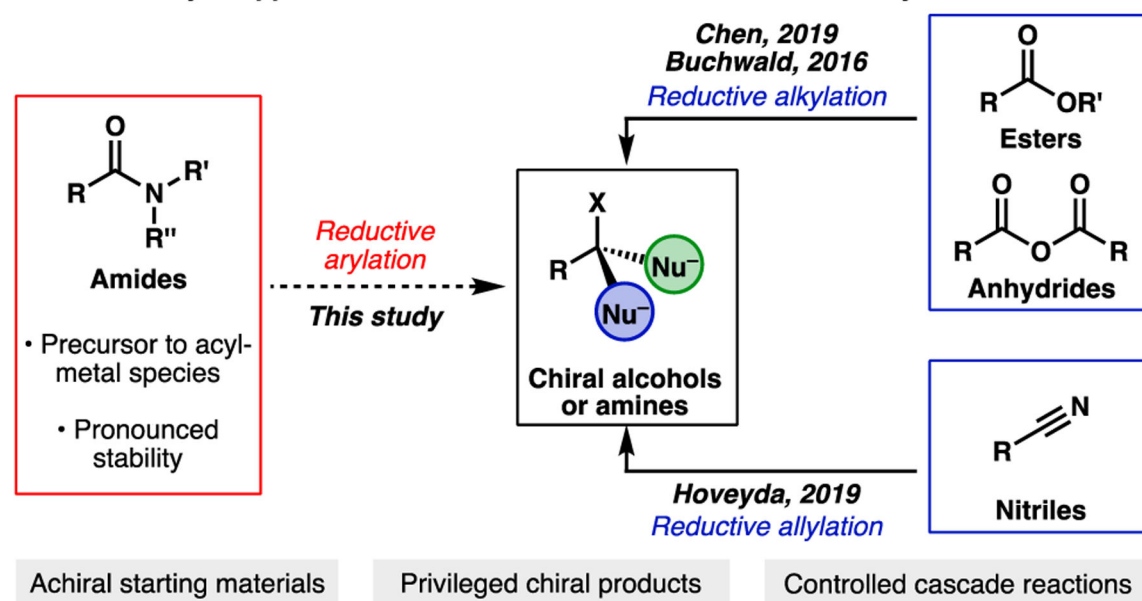 Chen, 2019
Buchwald, 2016
Reductive alkylation
O
R
OR'
Esters
O
O
R
O
R
Anhydrides
O
R
N
R'
R"
Amides
• Precursor to acyl-
metal species
• Pronounced
stability
Reductive
arylation
This study
X
R
Nu–
Nu–
Chiral alcohols
or amines
Hoveyda, 2019
Reductive allylation
N
R
Nitriles
Achiral starting materials
Privileged chiral products
Controlled cascade reactions